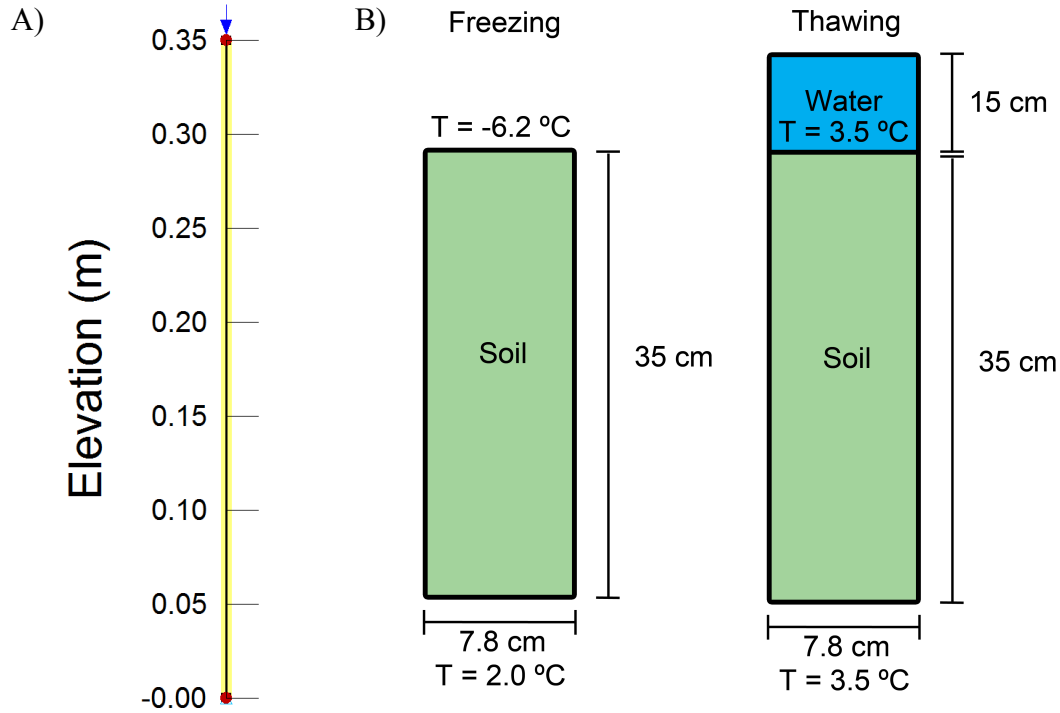 A)
Elevation (m)
0.35
0.30
0.25
0.20
0.15
0.10
0.05
-0.00
B)
Freezing
T = -6.2 ºC
Soil
35 cm
7.8 cm
T = 2.0 ºC
Thawing
Water
T = 3.5 ºC
15 cm
Soil
35 cm
7.8 cm
T = 3.5 ºC